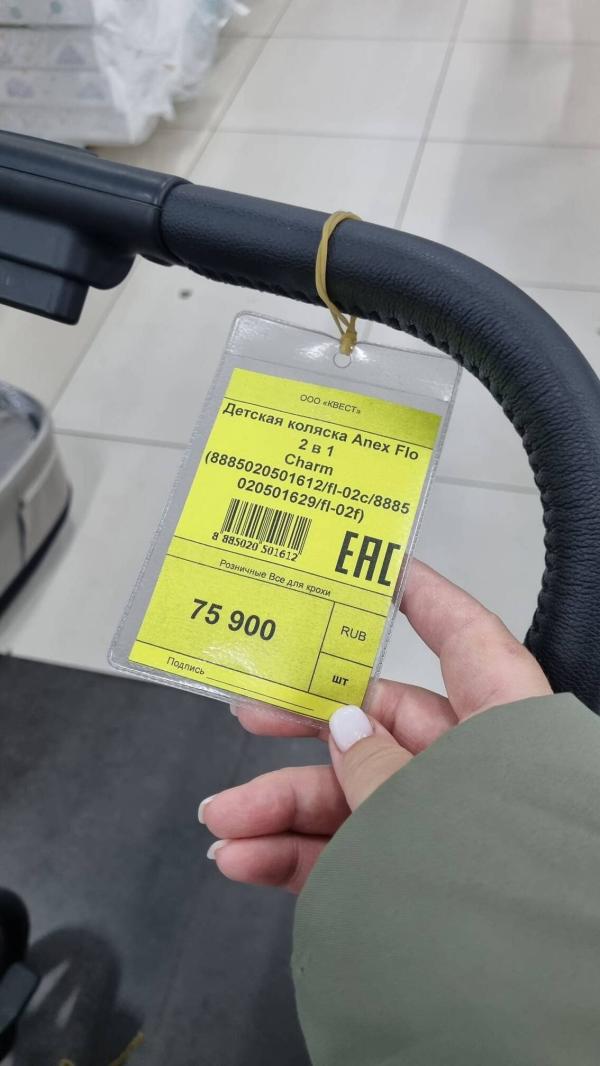 ООО «КВЕСТ»
Детская коляска Anex Flo
2 в 1
Charm
(8885020501612/fl-02c/8885
020501629/fl-02f)
8 885020 501612
EAC
Розничные Все для крохи
75 900
RUB
шт
Подпись